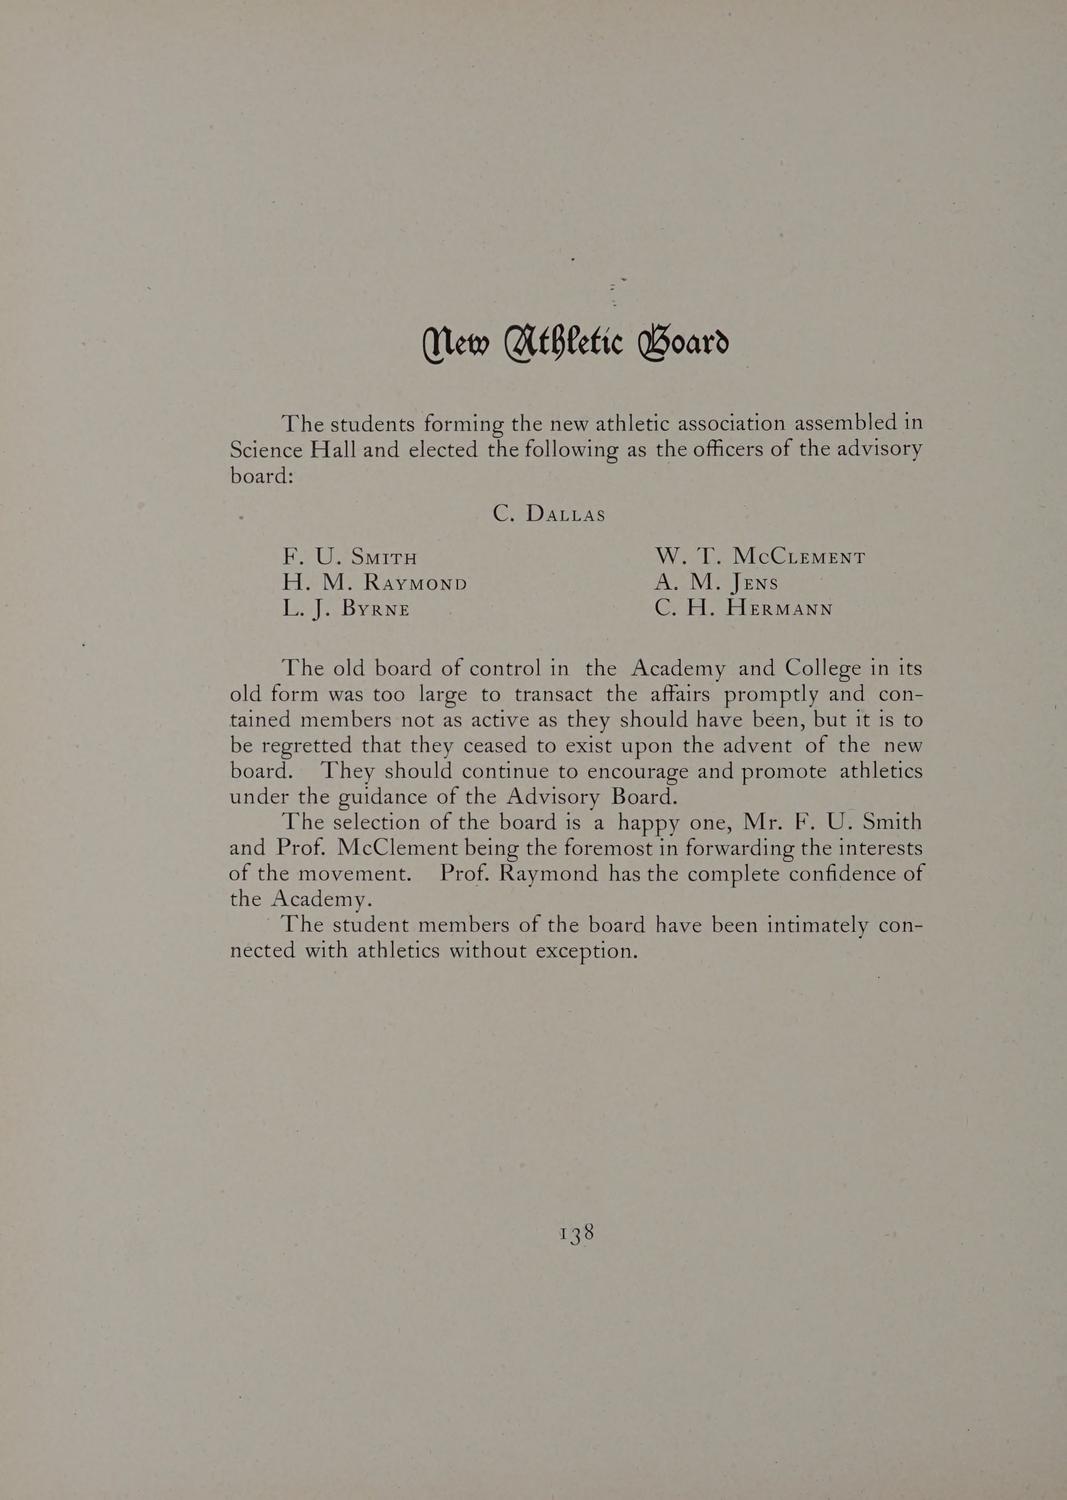 New Athletic Board
The students forming the new athletic association assembled in
Science Hall and elected the following as the officers of the advisory
board:
C. Dallas
F. U. Smith W. T. McClement
H. M. Raymond A. M. Jens
L. J. Byrne C. H. Hermann
The old board of control in the Academy and College in its
old form was too large to transact the affairs promptly and con-
tained members not as active as they should have been, but it is to
be regretted that they ceased to exist upon the advent of the new
board. They should continue to encourage and promote athletics
under the guidance of the Advisory Board.
The selection of the board is a happy one, Mr. F. U. Smith
and Prof. McClement being the foremost in forwarding the interests
of the movement. Prof. Raymond has the complete confidence of
the Academy.
The student members of the board have been intimately con-
nected with athletics without exception.
138